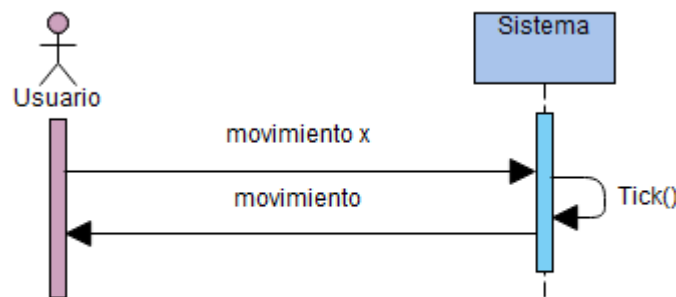 Sistema
Usuario
movimiento x
Tick()
movimiento